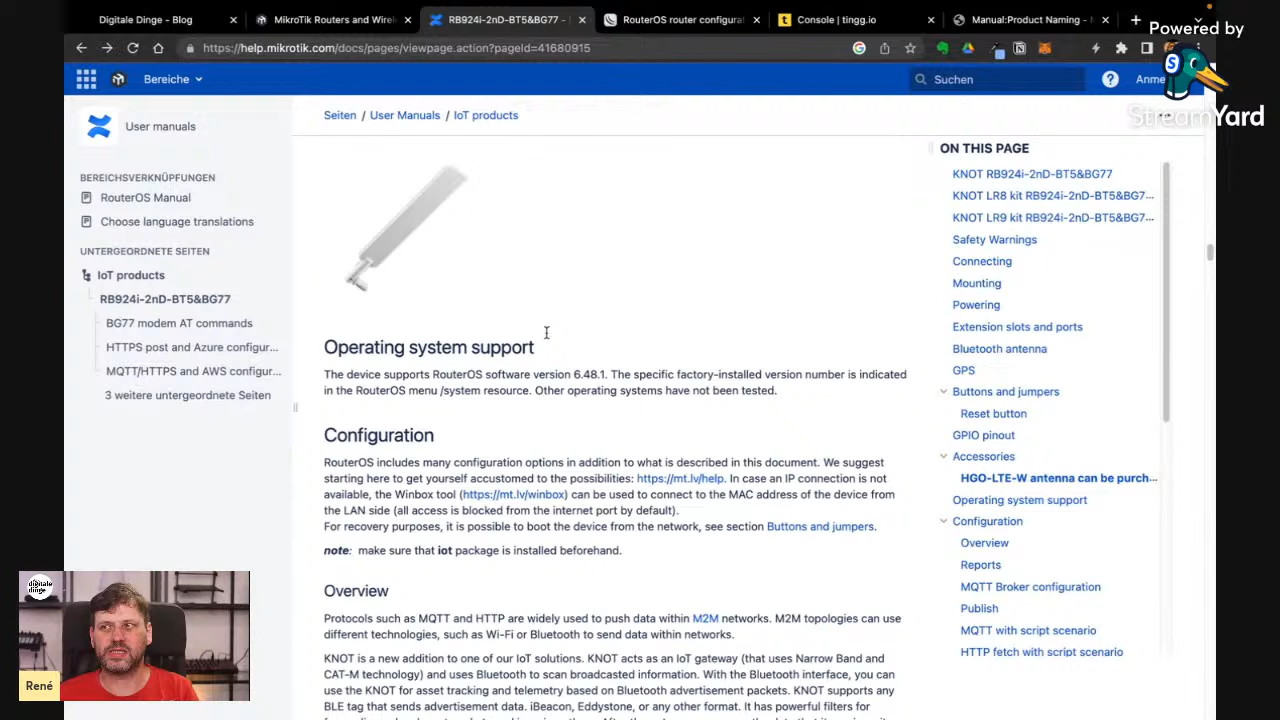 Digitale Dinge - Blog
MikroTik Routers and Wirel
RB924i-2nD-BT5&BG77 -
RouterOS router configurat
Console | tingg.io
Manual:Product Naming -
Powered by
StreamYard
https://help.mikrotik.com/docs/pages/viewpage.action?pageId=41680915
Bereiche
Suchen
Anme
User manuals
BEREICHSVERKNÜPFUNGEN
RouterOS Manual
Choose language translations
UNTERGEORDNETE SEITEN
IoT products
RB924i-2nD-BT5&BG77
BG77 modem AT commands
HTTPS post and Azure configur...
MQTT/HTTPS and AWS configur...
3 weitere untergeordnete Seiten
Seiten / User Manuals / IoT products
Operating system support
The device supports RouterOS software version 6.48.1. The specific factory-installed version number is indicated
in the RouterOS menu /system resource. Other operating systems have not been tested.
Configuration
RouterOS includes many configuration options in addition to what is described in this document. We suggest
starting here to get yourself accustomed to the possibilities: https://mt.lv/help. In case an IP connection is not
available, the Winbox tool (https://mt.lv/winbox) can be used to connect to the MAC address of the device from
the LAN side (all access is blocked from the internet port by default).
For recovery purposes, it is possible to boot the device from the network, see section Buttons and jumpers.
note: make sure that iot package is installed beforehand.
Overview
Protocols such as MQTT and HTTP are widely used to push data within M2M networks. M2M topologies can use
different technologies, such as Wi-Fi or Bluetooth to send data within networks.
KNOT is a new addition to one of our IoT solutions. KNOT acts as an IoT gateway (that uses Narrow Band and
CAT-M technology) and uses Bluetooth to scan broadcasted information. With the Bluetooth interface, you can
use the KNOT for asset tracking and telemetry based on Bluetooth advertisement packets. KNOT supports any
BLE tag that sends advertisement data. iBeacon, Eddystone, or any other format. It has powerful filters for
ON THIS PAGE
KNOT RB924i-2nD-BT5&BG77
KNOT LR8 kit RB924i-2nD-BT5&BG7...
KNOT LR9 kit RB924i-2nD-BT5&BG7...
Safety Warnings
Connecting
Mounting
Powering
Extension slots and ports
Bluetooth antenna
GPS
Buttons and jumpers
Reset button
GPIO pinout
Accessories
HGO-LTE-W antenna can be purch...
Operating system support
Configuration
Overview
Reports
MQTT Broker configuration
Publish
MQTT with script scenario
HTTP fetch with script scenario
digitale
dinge
René